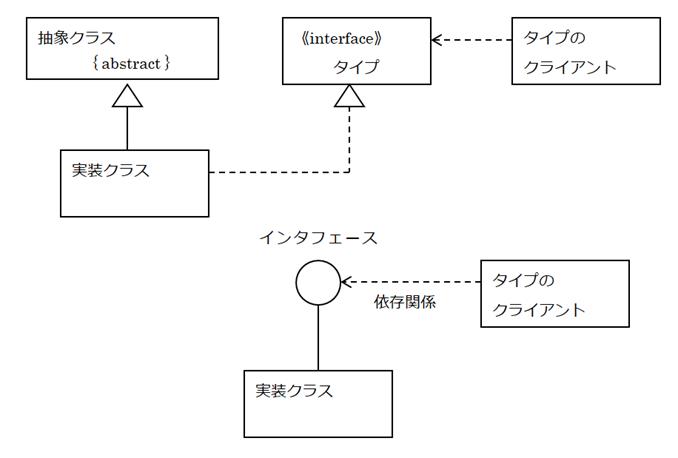 抽象クラス
{abstract}
《interface》
タイプ
タイプの
クライアント
実装クラス
インタフェース
依存関係
タイプの
クライアント
実装クラス